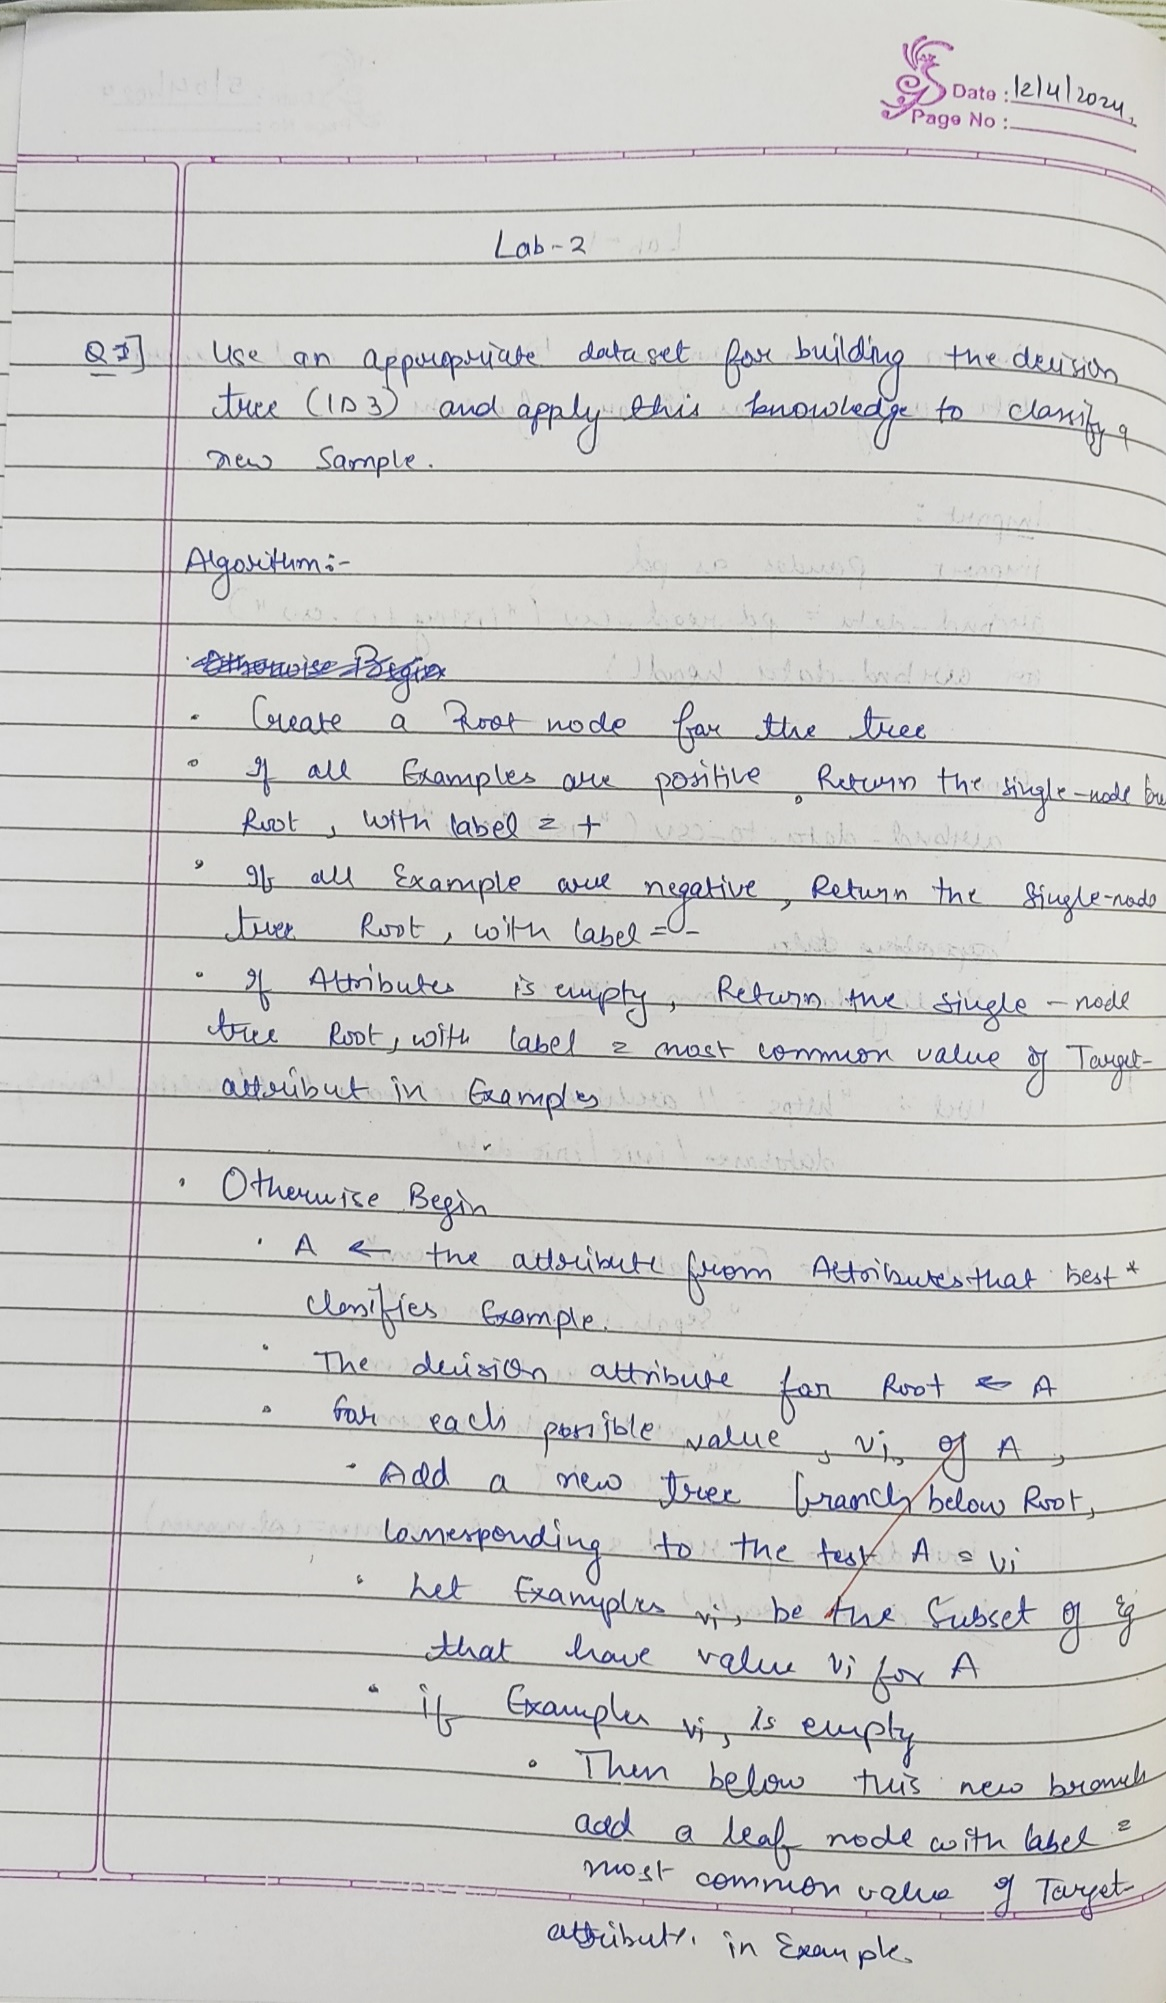 Date : 12/4/2024,
Page No :
Lab-2
Q I]
Use an appropriate dataset for building the decision
tree (ID3) and apply this knowledge to classify a
new Sample.
Algorithm :-
Otherwise Begin
• Create a Root node for the tree
• If all Examples are positive, Return the single-node
Root, with label = +
• If all Example are negative, Return the Single-node
tree Root, with label = -
• If Attributes is empty, Return the single - node
tree Root, with label = most common value of Target-
attribut in Examples
• Otherwise Begin
• A ← the attribute from Attributes that best *
classifies Example.
• The decision attribute for Root ← A
• for each possible value, vi, of A,
• Add a new tree branch below Root,
corresponding to the test A = vi
• Let Examples vi, be the Subset of Eg
that have value vi for A
• if Examples vi, is empty
• Then below this new branch
add a leaf node with label =
most common value of Target-
attribute. in Example.